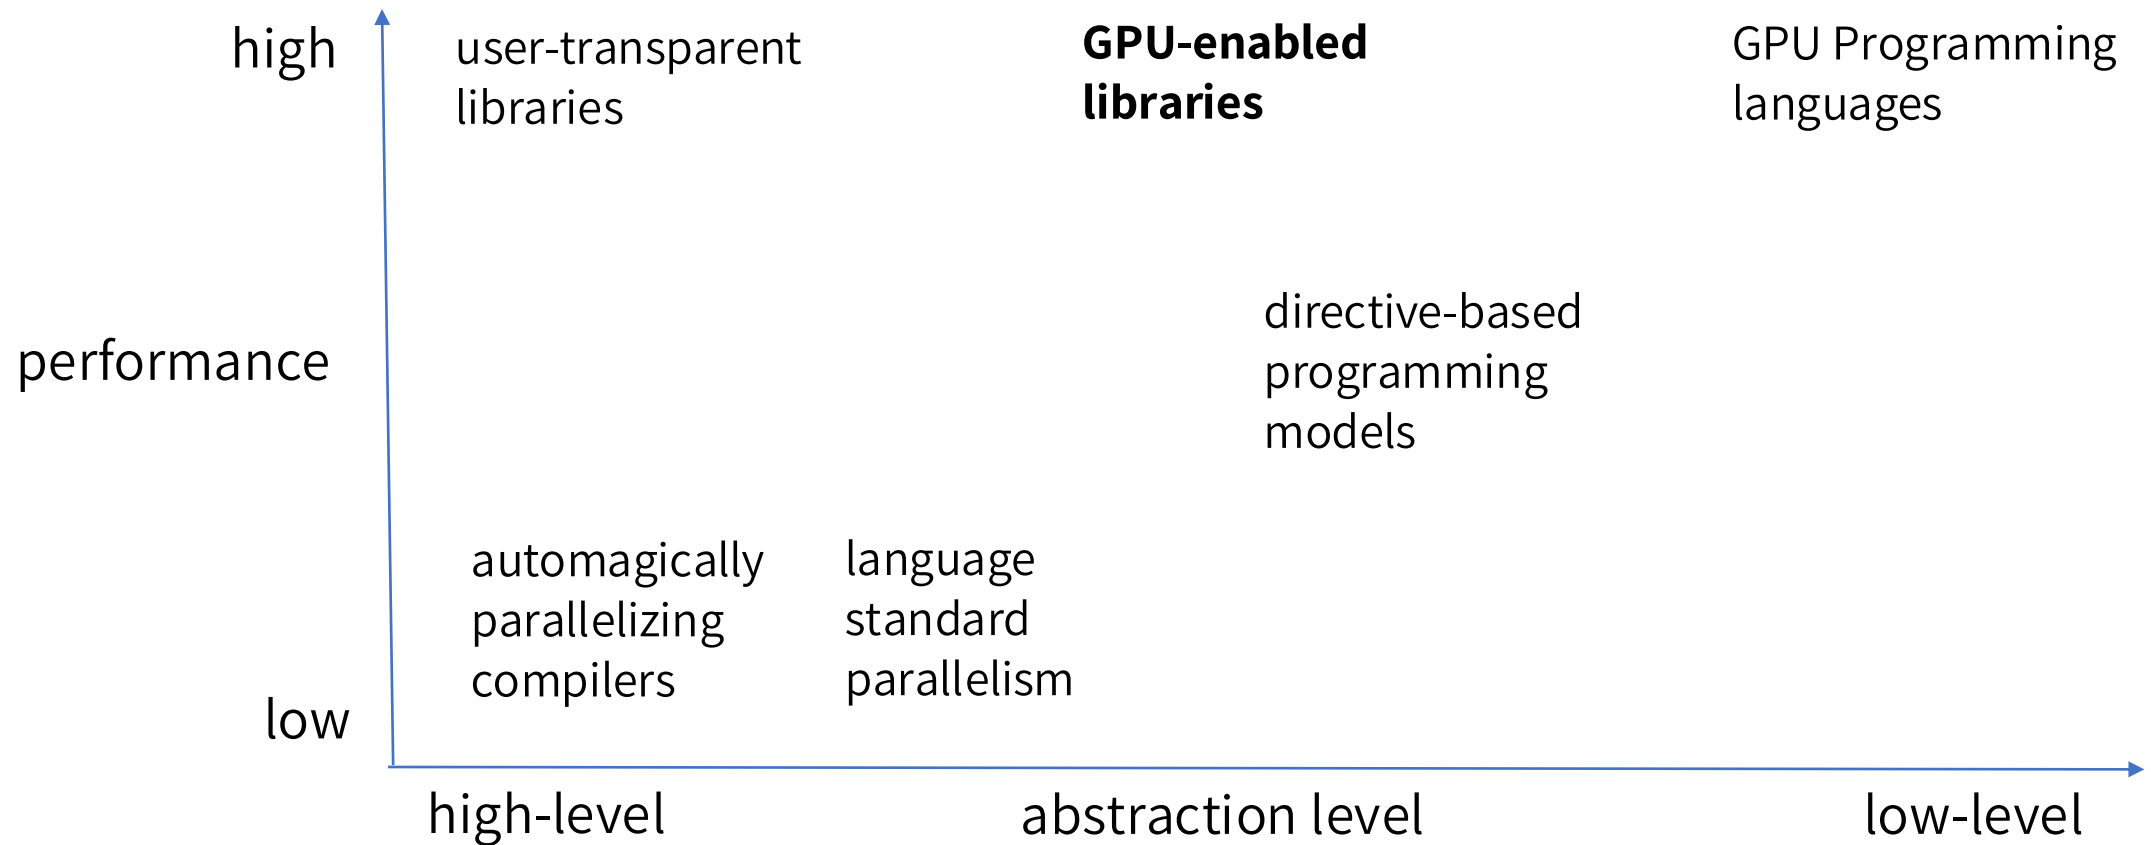 high
user-transparent
libraries
GPU-enabled
libraries
GPU Programming
languages
performance
directive-based
programming
models
automagically
parallelizing
compilers
language
standard
parallelism
low
high-level
abstraction level
low-level